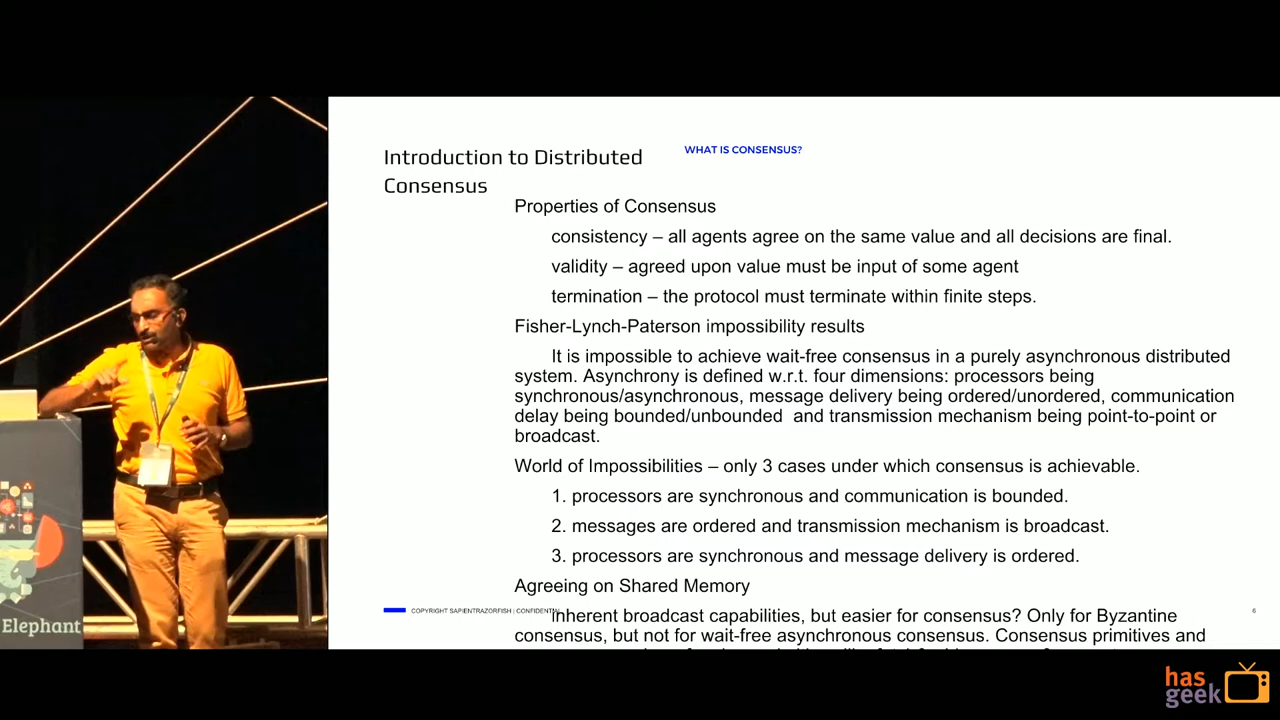 Introduction to Distributed
Consensus
WHAT IS CONSENSUS?
Properties of Consensus
consistency – all agents agree on the same value and all decisions are final.
validity – agreed upon value must be input of some agent
termination – the protocol must terminate within finite steps.
Fisher-Lynch-Paterson impossibility results
It is impossible to achieve wait-free consensus in a purely asynchronous distributed
system. Asynchrony is defined w.r.t. four dimensions: processors being
synchronous/asynchronous, message delivery being ordered/unordered, communication
delay being bounded/unbounded and transmission mechanism being point-to-point or
broadcast.
World of Impossibilities – only 3 cases under which consensus is achievable.
1. processors are synchronous and communication is bounded.
2. messages are ordered and transmission mechanism is broadcast.
3. processors are synchronous and message delivery is ordered.
Agreeing on Shared Memory
Inherent broadcast capabilities, but easier for consensus? Only for Byzantine
consensus, but not for wait-free asynchronous consensus. Consensus primitives and
COPYRIGHT SAPIENTRAZORFISH | CONFIDENTIAL
6
Elephant
has
geek